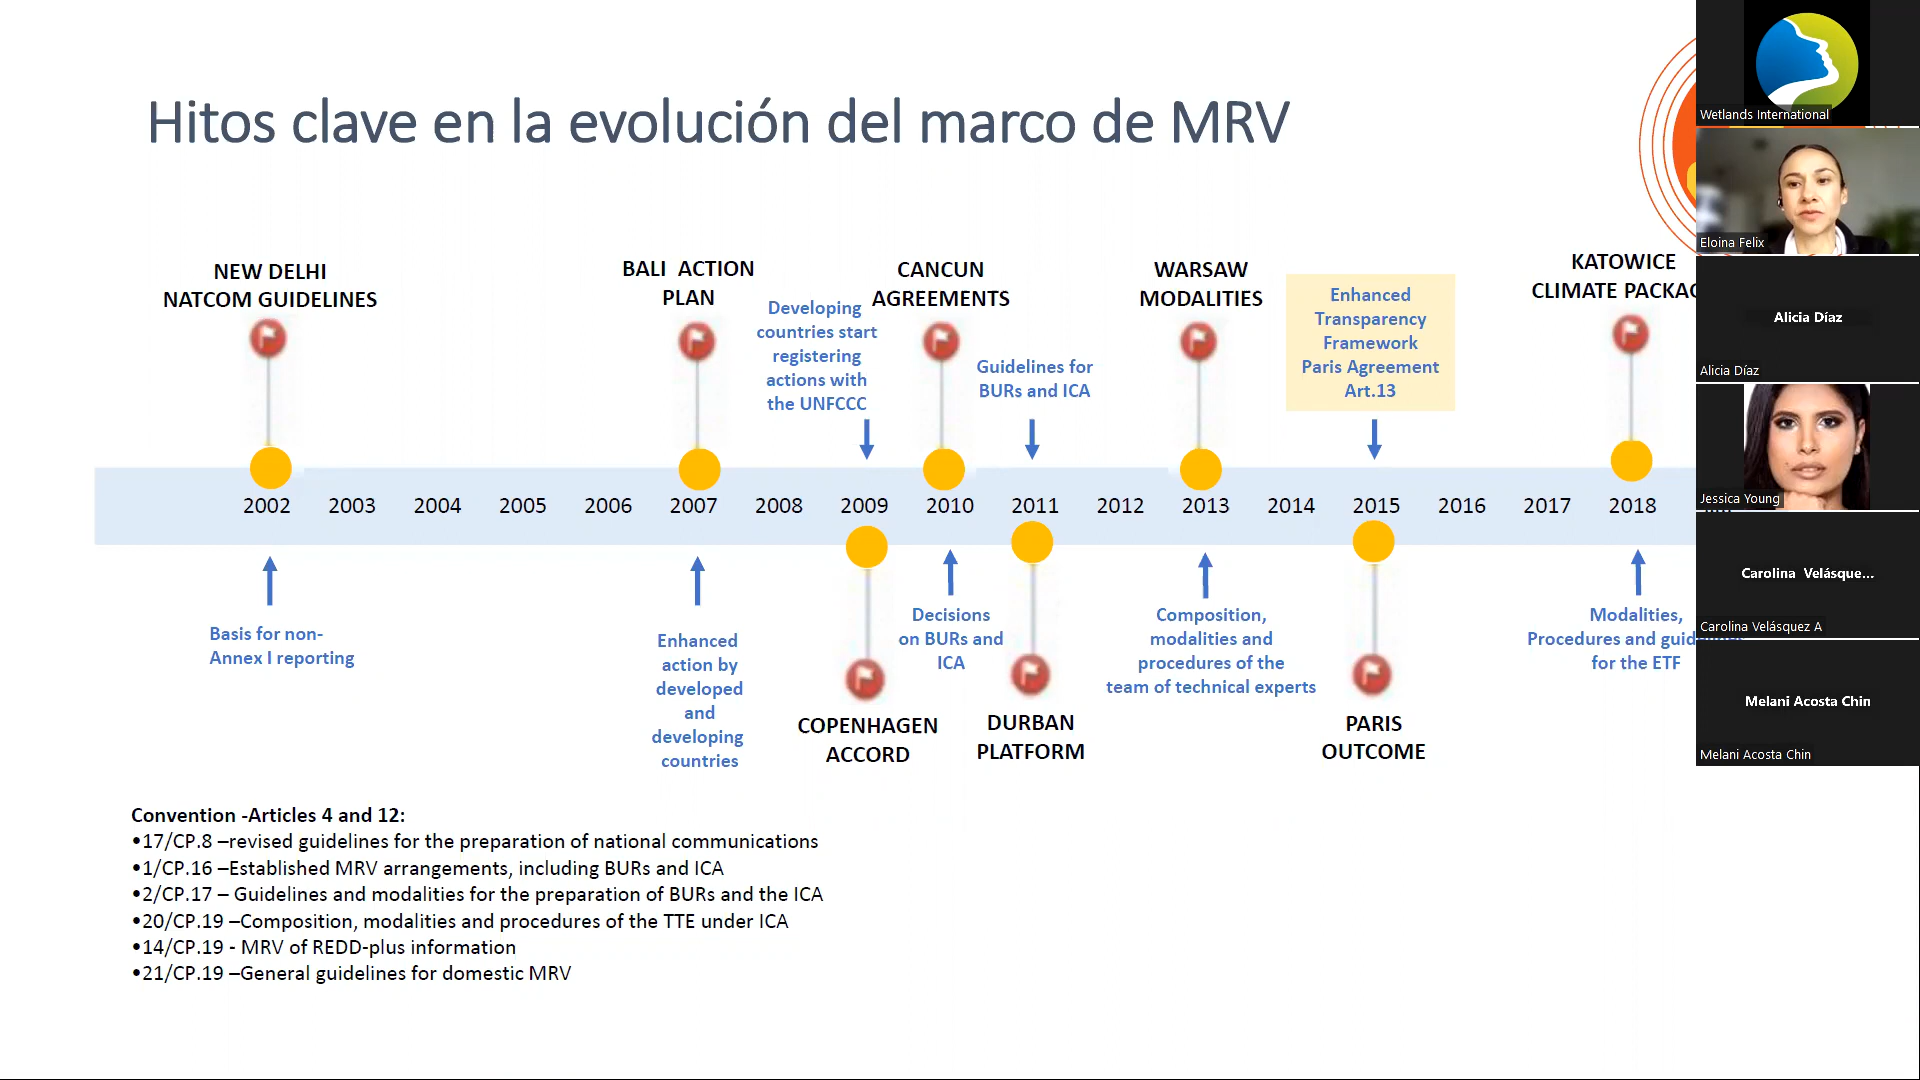 Hitos clave en la evolución del marco de MRV
NEW DELHI
NATCOM GUIDELINES
BALI ACTION
PLAN
Developing
countries start
registering
actions with
the UNFCCC
CANCUN
AGREEMENTS
Guidelines for
BURs and ICA
WARSAW
MODALITIES
Enhanced
Transparency
Framework
Paris Agreement
Art.13
KATOWICE
CLIMATE
2002 2003 2004 2005 2006 2007 2008 2009 2010 2011 2012 2013 2014 2015 2016 2017 2018
Basis for non-
Annex I reporting
Enhanced
action by
developed
and
developing
countries
COPENHAGEN
ACCORD
Decisions
on BURs and
ICA
DURBAN
PLATFORM
Composition,
modalities and
procedures of the
team of technical experts
PARIS
OUTCOME
Modalities,
Procedures and
for the ETF
Convention -Articles 4 and 12:
•17/CP.8 –revised guidelines for the preparation of national communications
•1/CP.16 –Established MRV arrangements, including BURs and ICA
•2/CP.17 – Guidelines and modalities for the preparation of BURs and the ICA
•20/CP.19 –Composition, modalities and procedures of the TTE under ICA
•14/CP.19 - MRV of REDD-plus information
•21/CP.19 –General guidelines for domestic MRV
Wetlands International
Eloina Felix
Alicia Díaz
Alicia Díaz
Jessica Young
Carolina Velásque...
Carolina Velásquez A
Melani Acosta Chin
Melani Acosta Chin